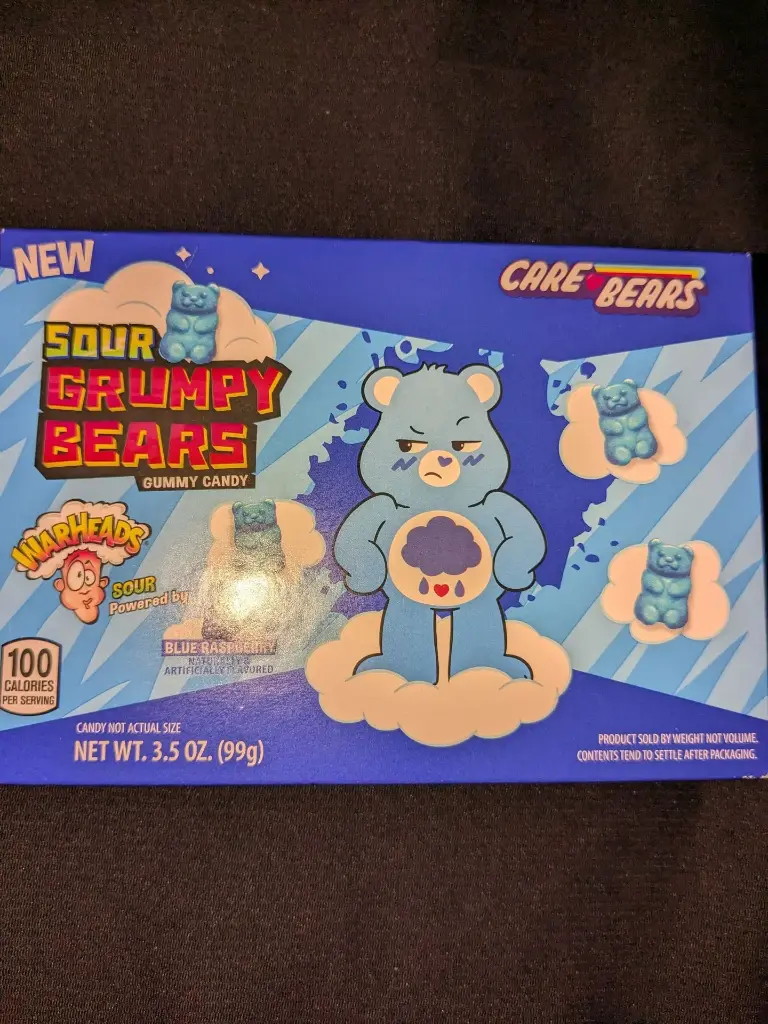 NEW
CARE BEARS
SOUR
GRUMPY
BEARS
GUMMY CANDY
WARHEADS
SOUR
Powered by
BLUE RASPBERRY
NATURALLY &
ARTIFICIALLY FLAVORED
100
CALORIES
PER SERVING
CANDY NOT ACTUAL SIZE
NET WT. 3.5 OZ. (99g)
PRODUCT SOLD BY WEIGHT NOT VOLUME.
CONTENTS TEND TO SETTLE AFTER PACKAGING.